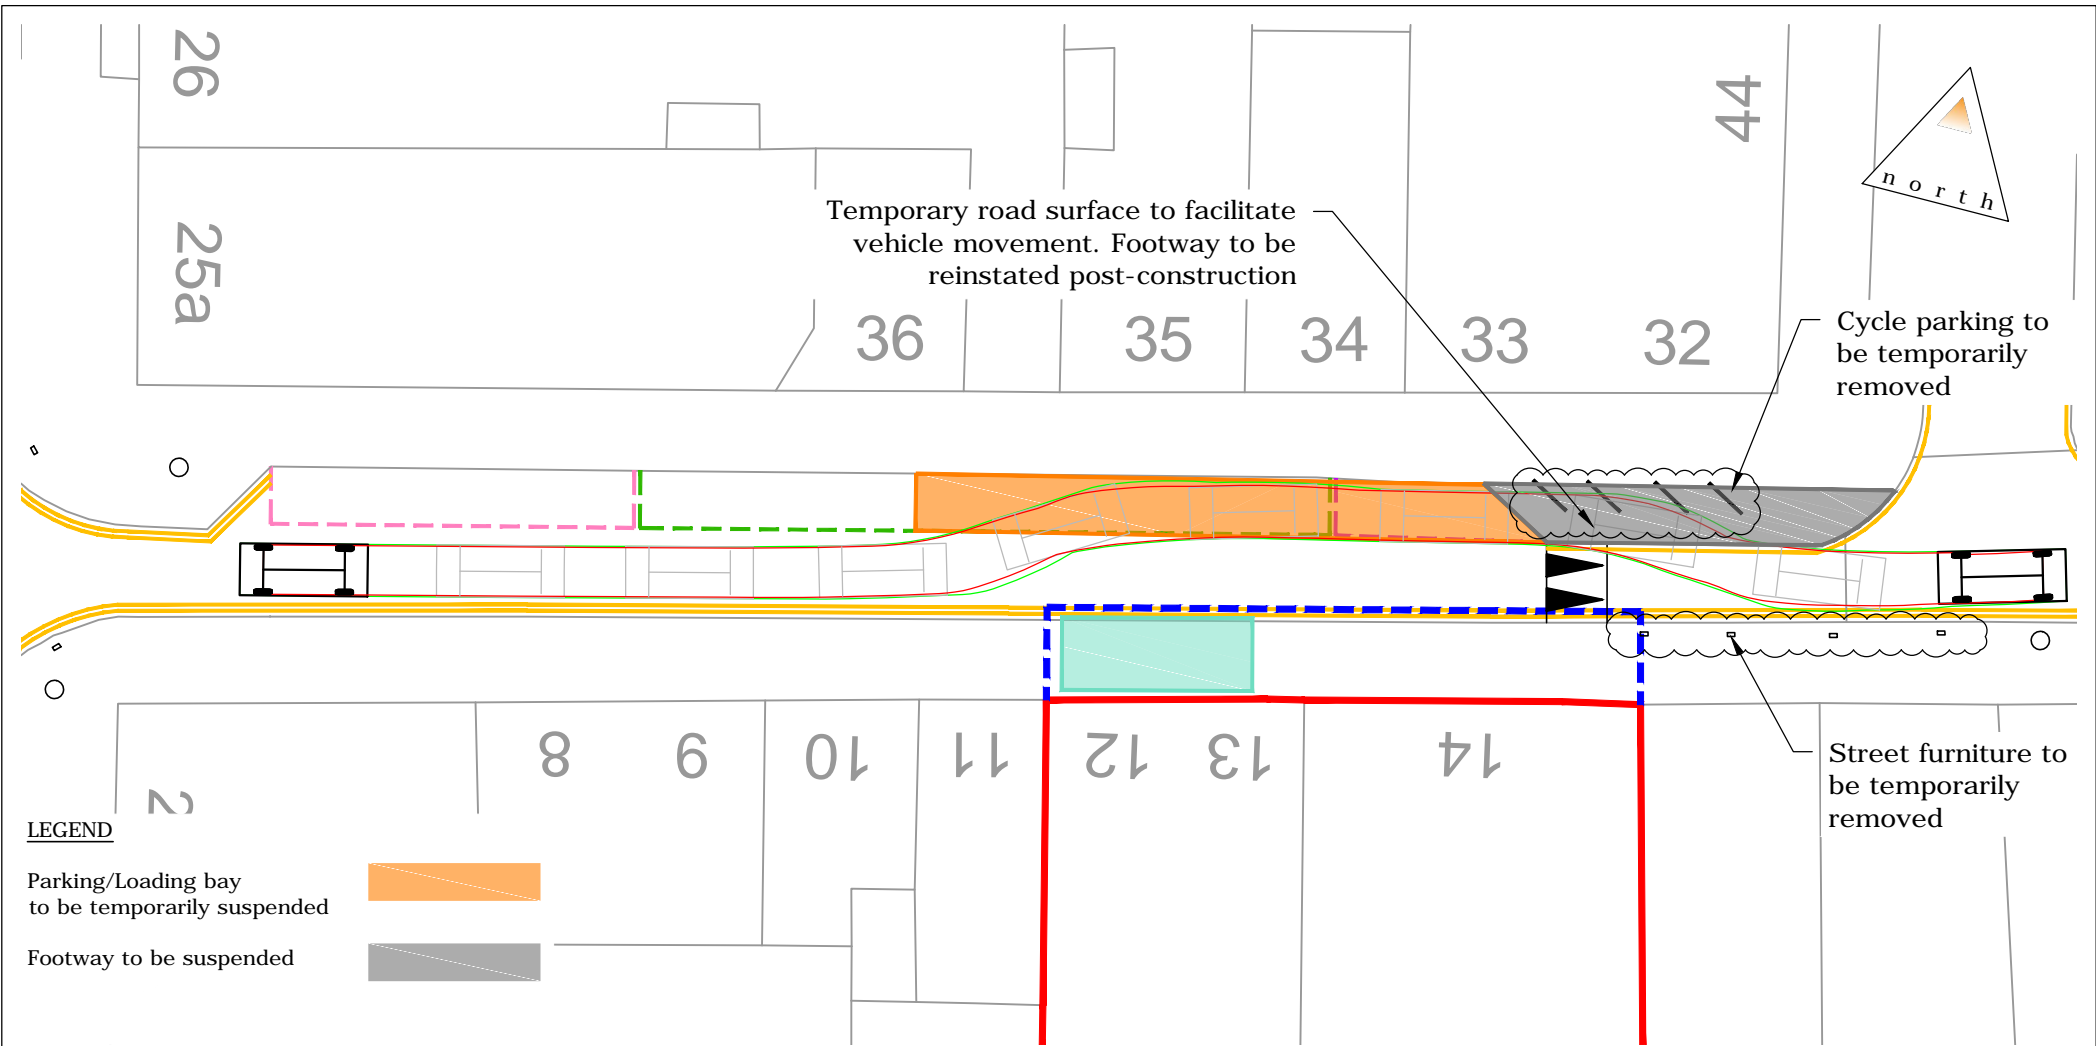 26
44
north
Temporary road surface to facilitate
vehicle movement. Footway to be
reinstated post-construction
25a
36
35
34
33
32
Cycle parking to
be temporarily
removed
8
9
10
11
12
13
14
Street furniture to
be temporarily
removed
2
LEGEND
Parking/Loading bay
to be temporarily suspended
Footway to be suspended